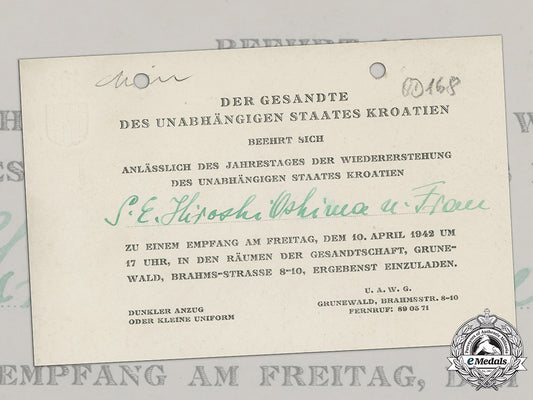 DER GESANDTE
DES UNABHÄNGIGEN STAATES KROATIEN
BEEHRT SICH
ANLÄSSLICH DES JAHRESTAGES DER WIEDERERSTEHUNG
DES UNABHÄNGIGEN STAATES KROATIEN
S.E. Hiroshi Oshima u. Frau
ZU EINEM EMPFANG AM FREITAG, DEM 10. APRIL 1942 UM
17 UHR, IN DEN RÄUMEN DER GESANDTSCHAFT, GRUNE-
WALD, BRAHMS-STRASSE 8-10, ERGEBENST EINZULADEN.
DUNKLER ANZUG
ODER KLEINE UNIFORM
U. A. W. G.
GRUNEWALD, BRAHMSSTR. 8-10
FERNRUF: 89 03 71
168
EMPFANG AM FREITAG,
eMedals